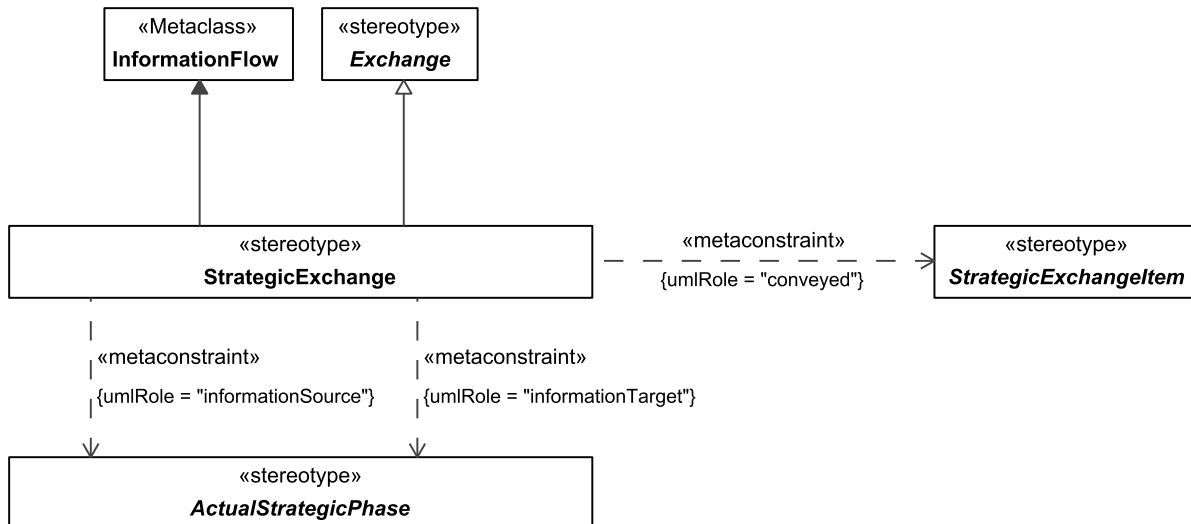 «Metaclass»
InformationFlow
«stereotype»
Exchange
«stereotype»
StrategicExchange
«metaconstraint»
{umlRole = "conveyed"}
«stereotype»
StrategicExchangeItem
«metaconstraint»
{umlRole = "informationSource"}
«metaconstraint»
{umlRole = "informationTarget"}
«stereotype»
ActualStrategicPhase